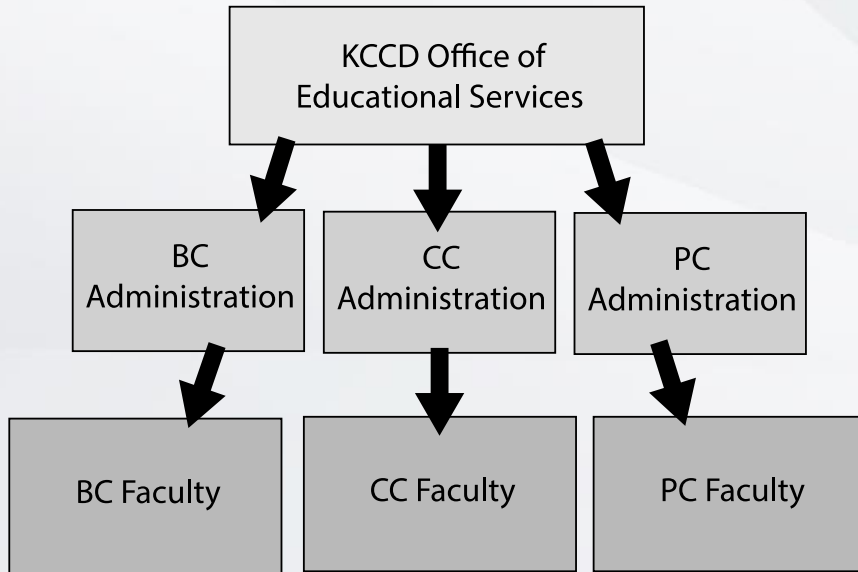 KCCD Office of
Educational Services
BC
Administration
CC
Administration
PC
Administration
BC Faculty
CC Faculty
PC Faculty